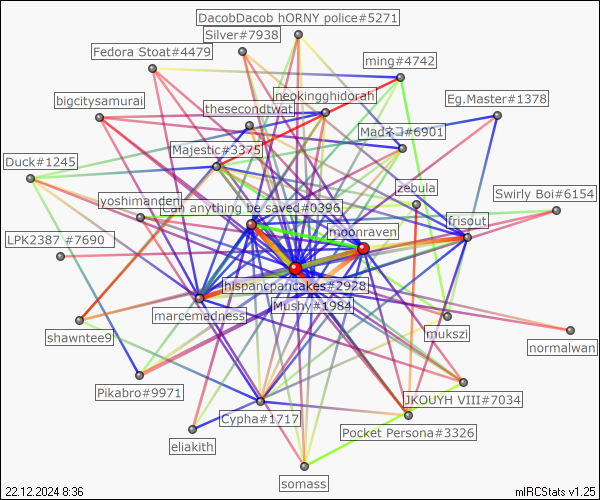 DacobDacob hORNY police#5271
Silver#7938
Fedora Stoat#4479
ming#4742
neokingghidorah
bigcitysamurai
thesecondtwat
Eg.Master#1378
Madネコ#6901
Majestic#3375
Duck#1245
zebula
Swirly Boi#6154
yoshimanden
Can anything be saved#0396
frisout
moonraven
LPK2387 #7690
hispancpancakes#2928
Mushy#1984
marcemadness
mukszi
shawntee9
normalwan
Pikabro#9971
JKOUYH VIII#7034
Cypha#1717
Pocket Persona#3326
eliakith
somass
22.12.2024 8:36
mIRCStats v1.25